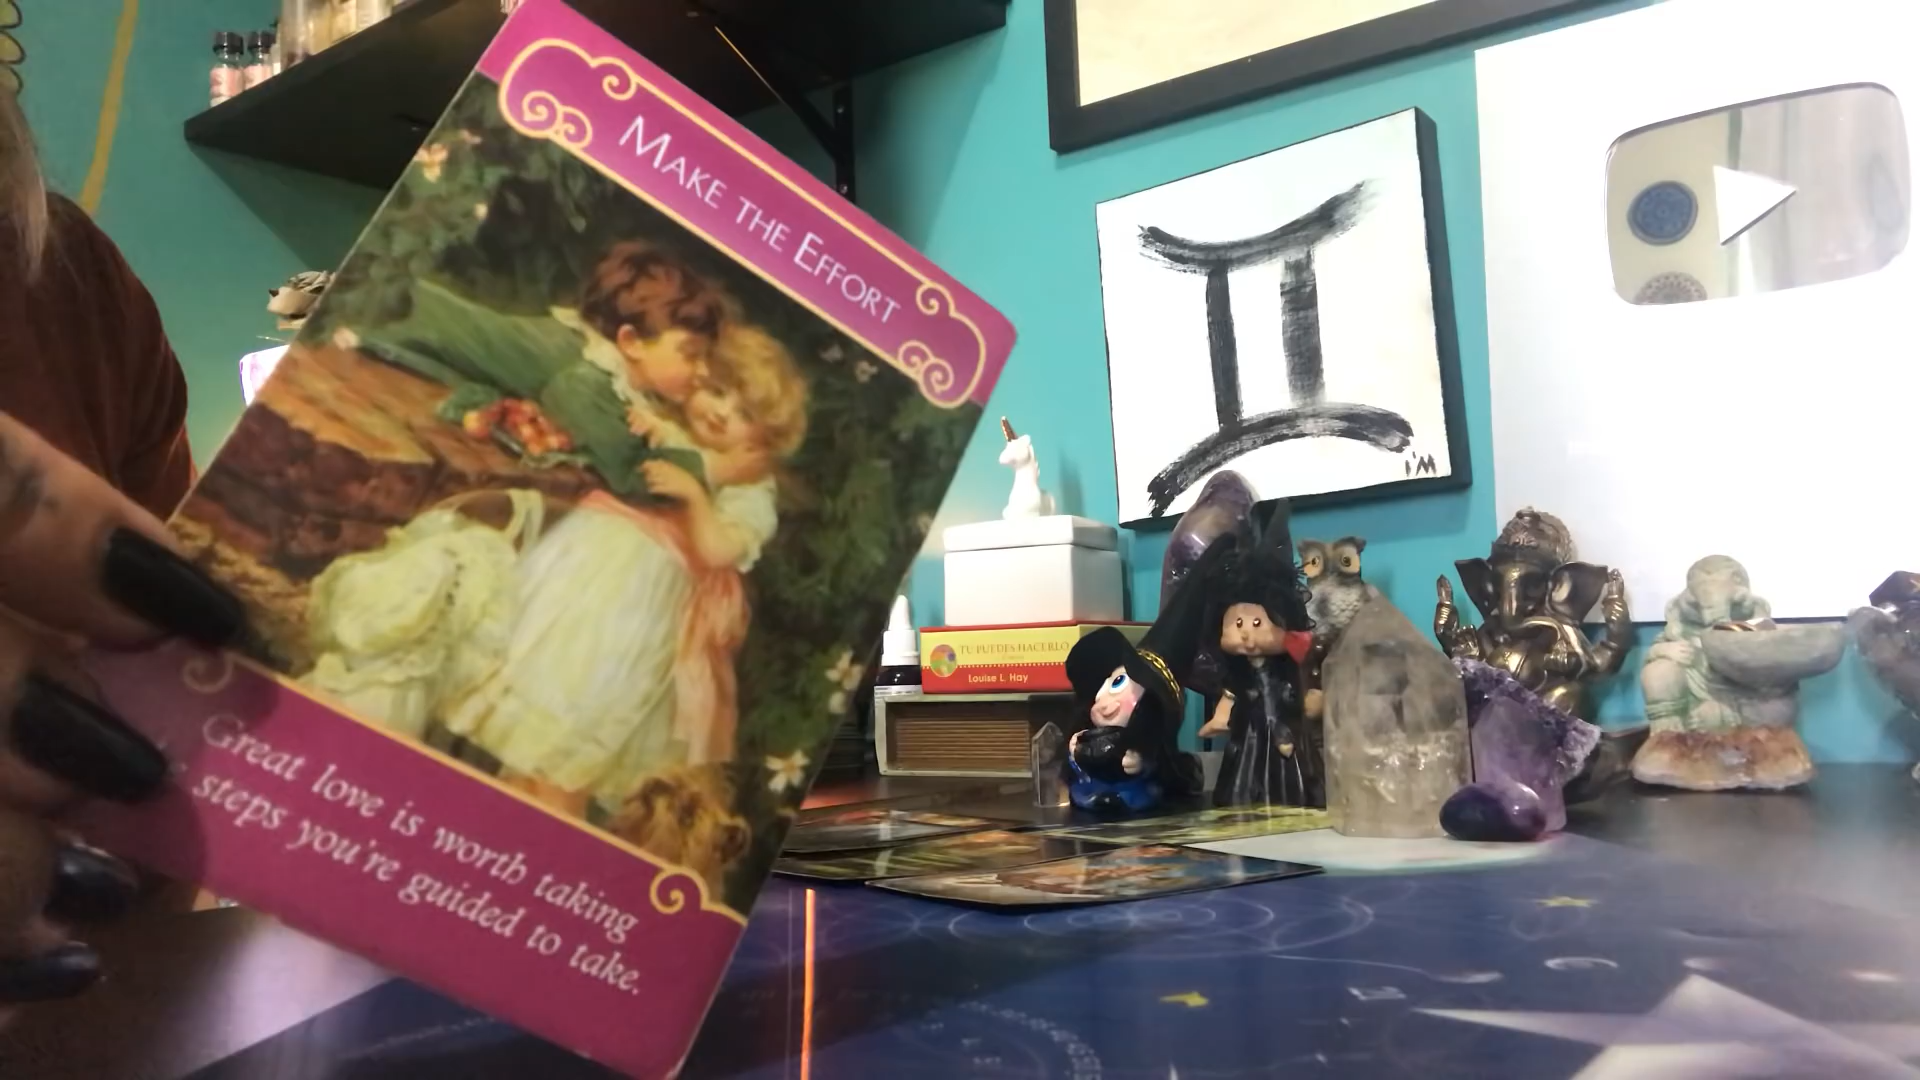 MAKE THE EFFORT
Great love is worth taking
steps you're guided to take.
I'M
TU PUEDES HACERLO
Louise L. Hay